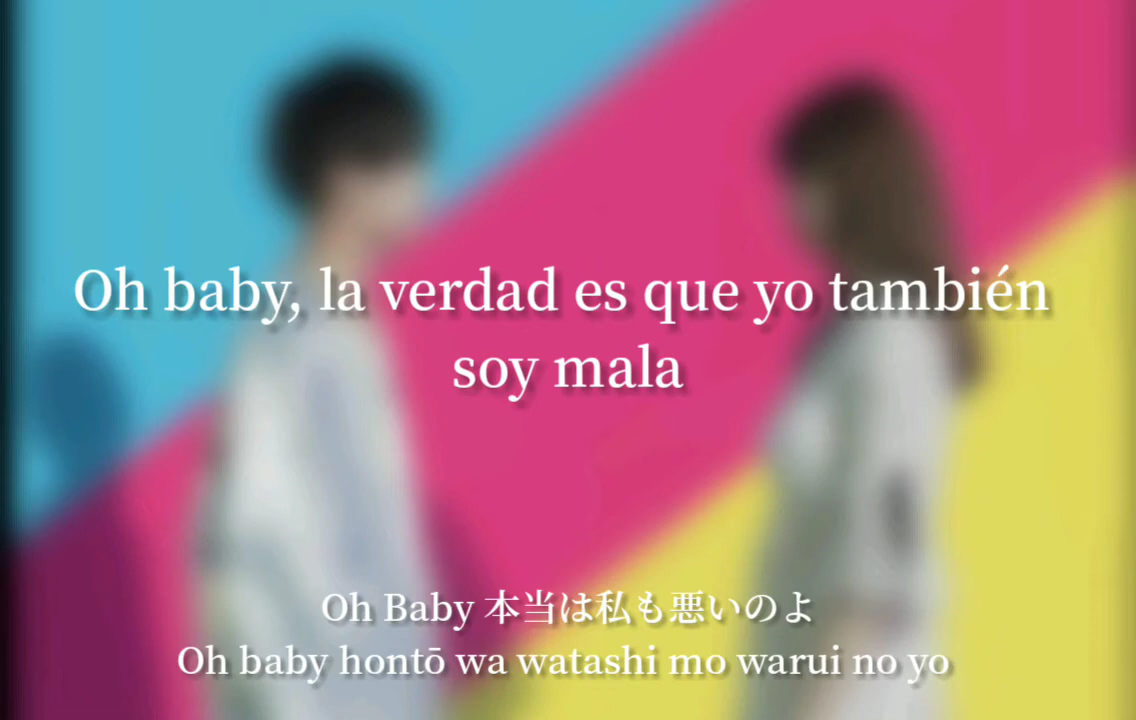 Oh baby, la verdad es que yo también
soy mala
Oh Baby 本当は私も悪いのよ
Oh baby hontō wa watashi mo warui no yo